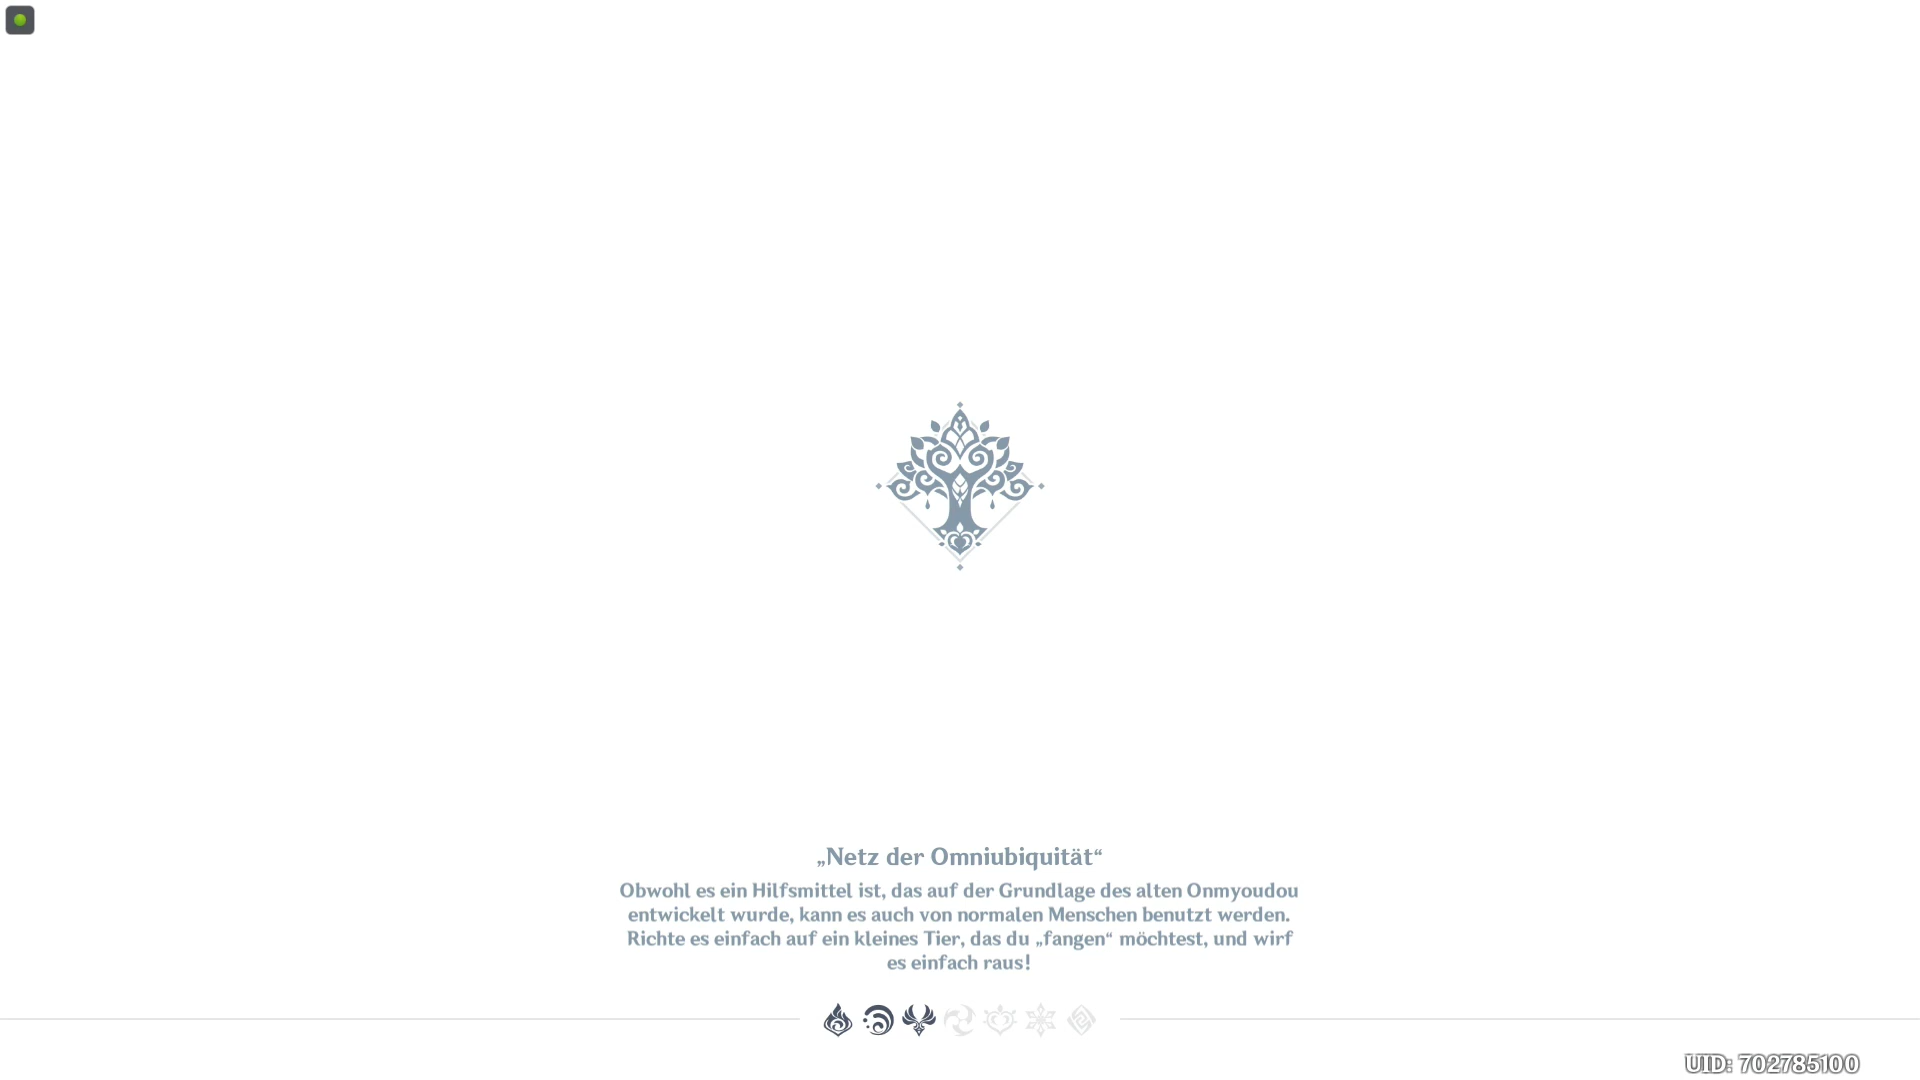 „Netz der Omniubiquität“
Obwohl es ein Hilfsmittel ist, das auf der Grundlage des alten Onmyoudou
entwickelt wurde, kann es auch von normalen Menschen benutzt werden.
Richte es einfach auf ein kleines Tier, das du „fangen“ möchtest, und wirf
es einfach raus!
UID: 702785100